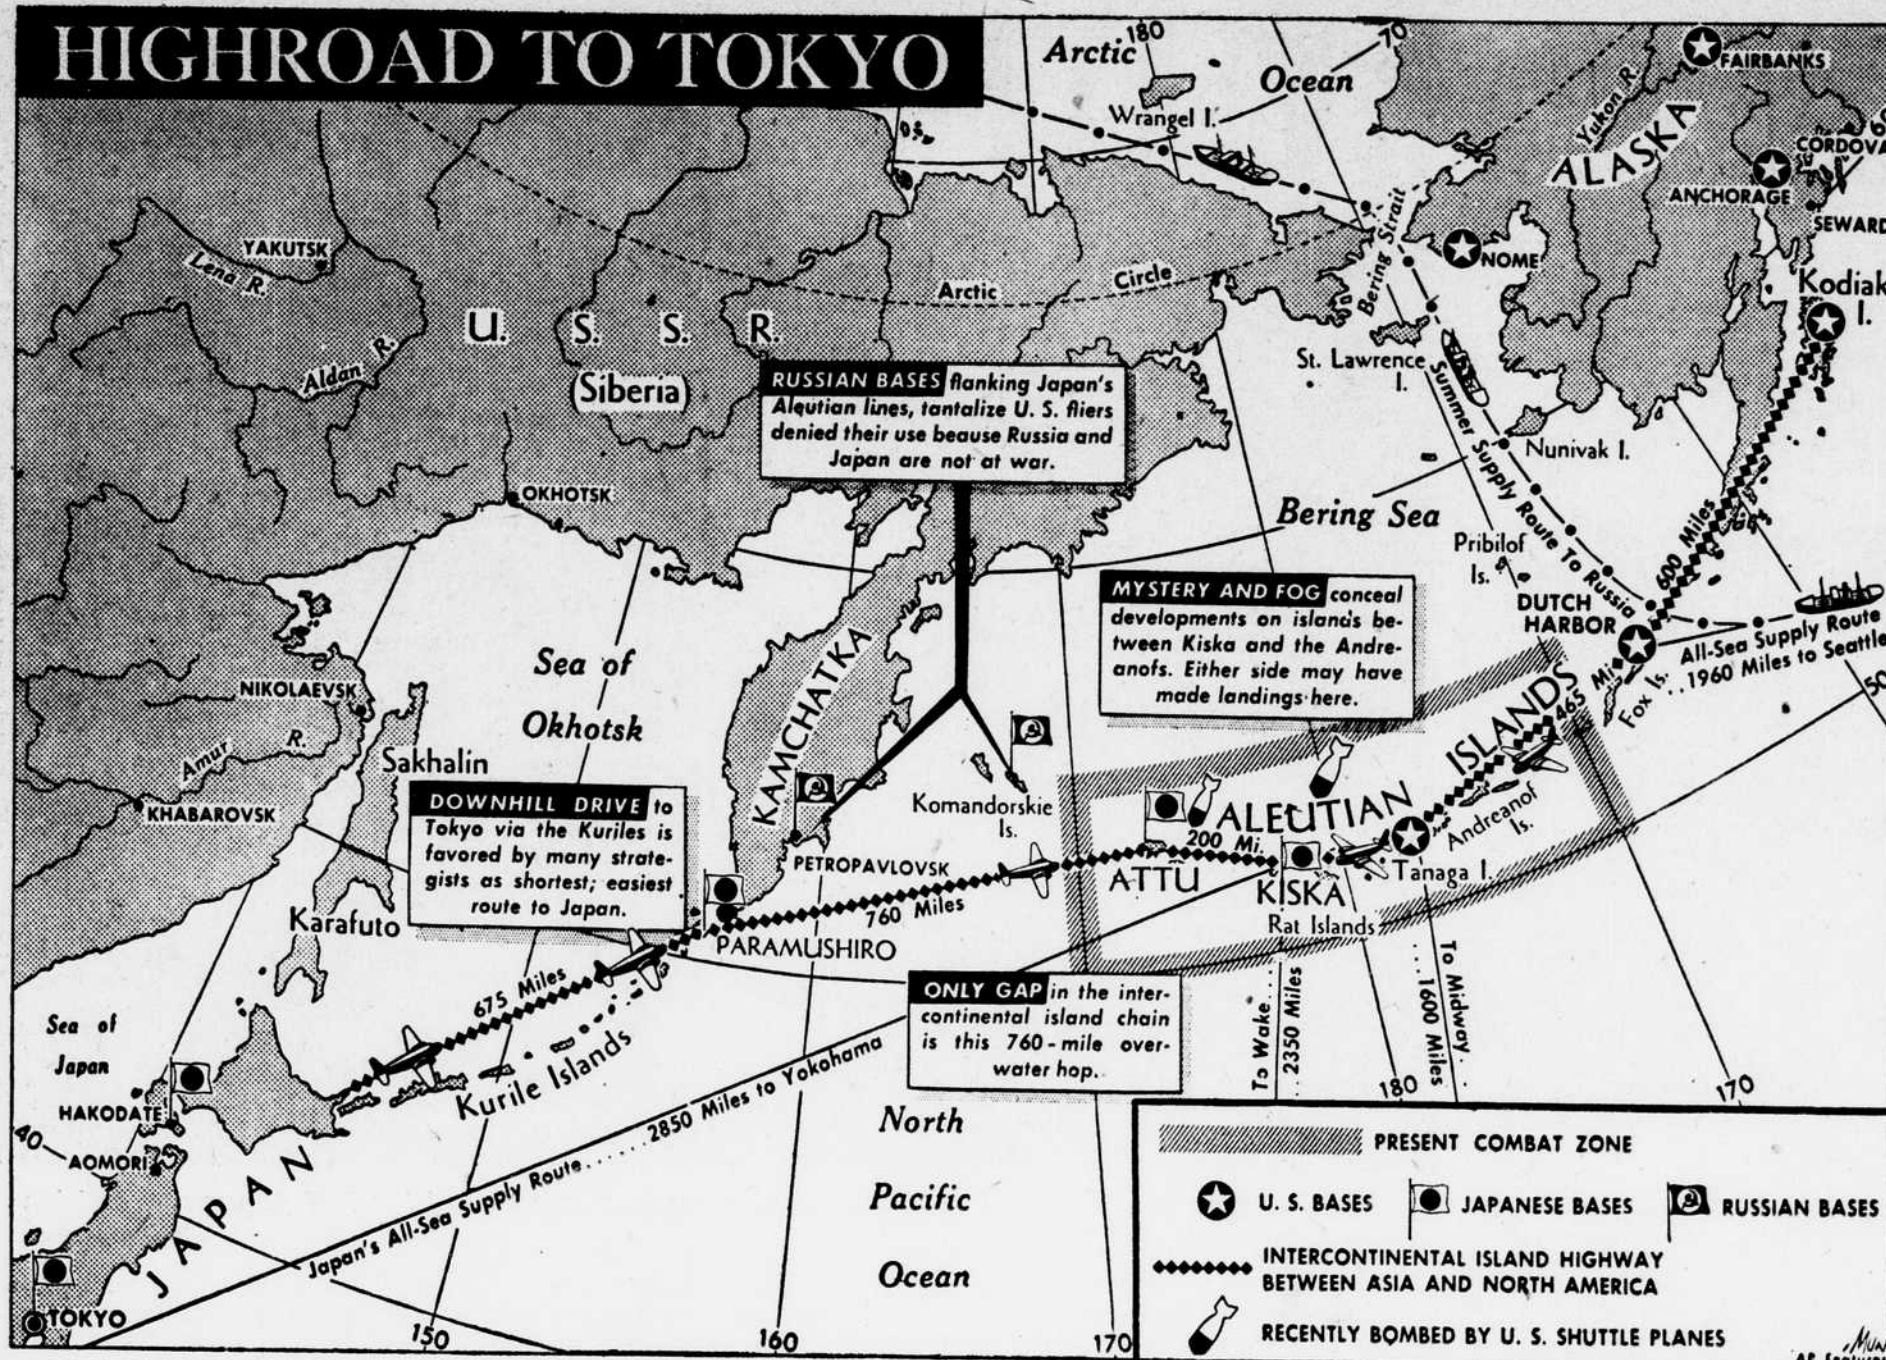 HIGHROAD TO TOKYO
Arctic
180
Ocean
70
Wrangel I.
Yukon R.
FAIRBANKS
ALASKA
CORDOVA
ANCHORAGE
SEWARD
Kodiak
I.
Bering Strait
NOME
YAKUTSK
Lena R.
Aldan R.
U. S. S. R.
(Siberia)
Arctic Circle
St. Lawrence
I.
RUSSIAN BASES flanking Japan's
Aleutian lines, tantalize U. S. fliers
denied their use beause Russia and
Japan are not at war.
Summer Supply Route To Russia
Nunivak I.
OKHOTSK
Bering Sea
Pribilof
Is.
600 Miles
MYSTERY AND FOG conceal
developments on islands be-
tween Kiska and the Andre-
anofs. Either side may have
made landings here.
DUTCH
HARBOR
All-Sea Supply Route
..1960 Miles to Seattle
50
Fox Is.
465 Mi.
Sea of
Okhotsk
NIKOLAEVSK
Amur R.
Sakhalin
KHABAROVSK
KAMCHATKA
Komandorskie
Is.
ALEUTIAN ISLANDS
Andreanof
Is.
DOWNHILL DRIVE to
Tokyo via the Kuriles is
favored by many strate-
gists as shortest; easiest
route to Japan.
PETROPAVLOVSK
200 Mi.
ATTU
KISKA
Tanaga I.
Rat Islands
760 Miles
PARAMUSHIRO
Karafuto
675 Miles
ONLY GAP in the inter-
continental island chain
is this 760-mile over-
water hop.
To Wake...
..2350 Miles
To Midway..
....1600 Miles
Sea of
Japan
HAKODATE
Kurile Islands
40
AOMORI
JAPAN
Japan's All-Sea Supply Route......2850 Miles to Yokohama
North
Pacific
Ocean
180
170
TOKYO
150
160
170
PRESENT COMBAT ZONE
U. S. BASES
JAPANESE BASES
RUSSIAN BASES
INTERCONTINENTAL ISLAND HIGHWAY
BETWEEN ASIA AND NORTH AMERICA
RECENTLY BOMBED BY U. S. SHUTTLE PLANES